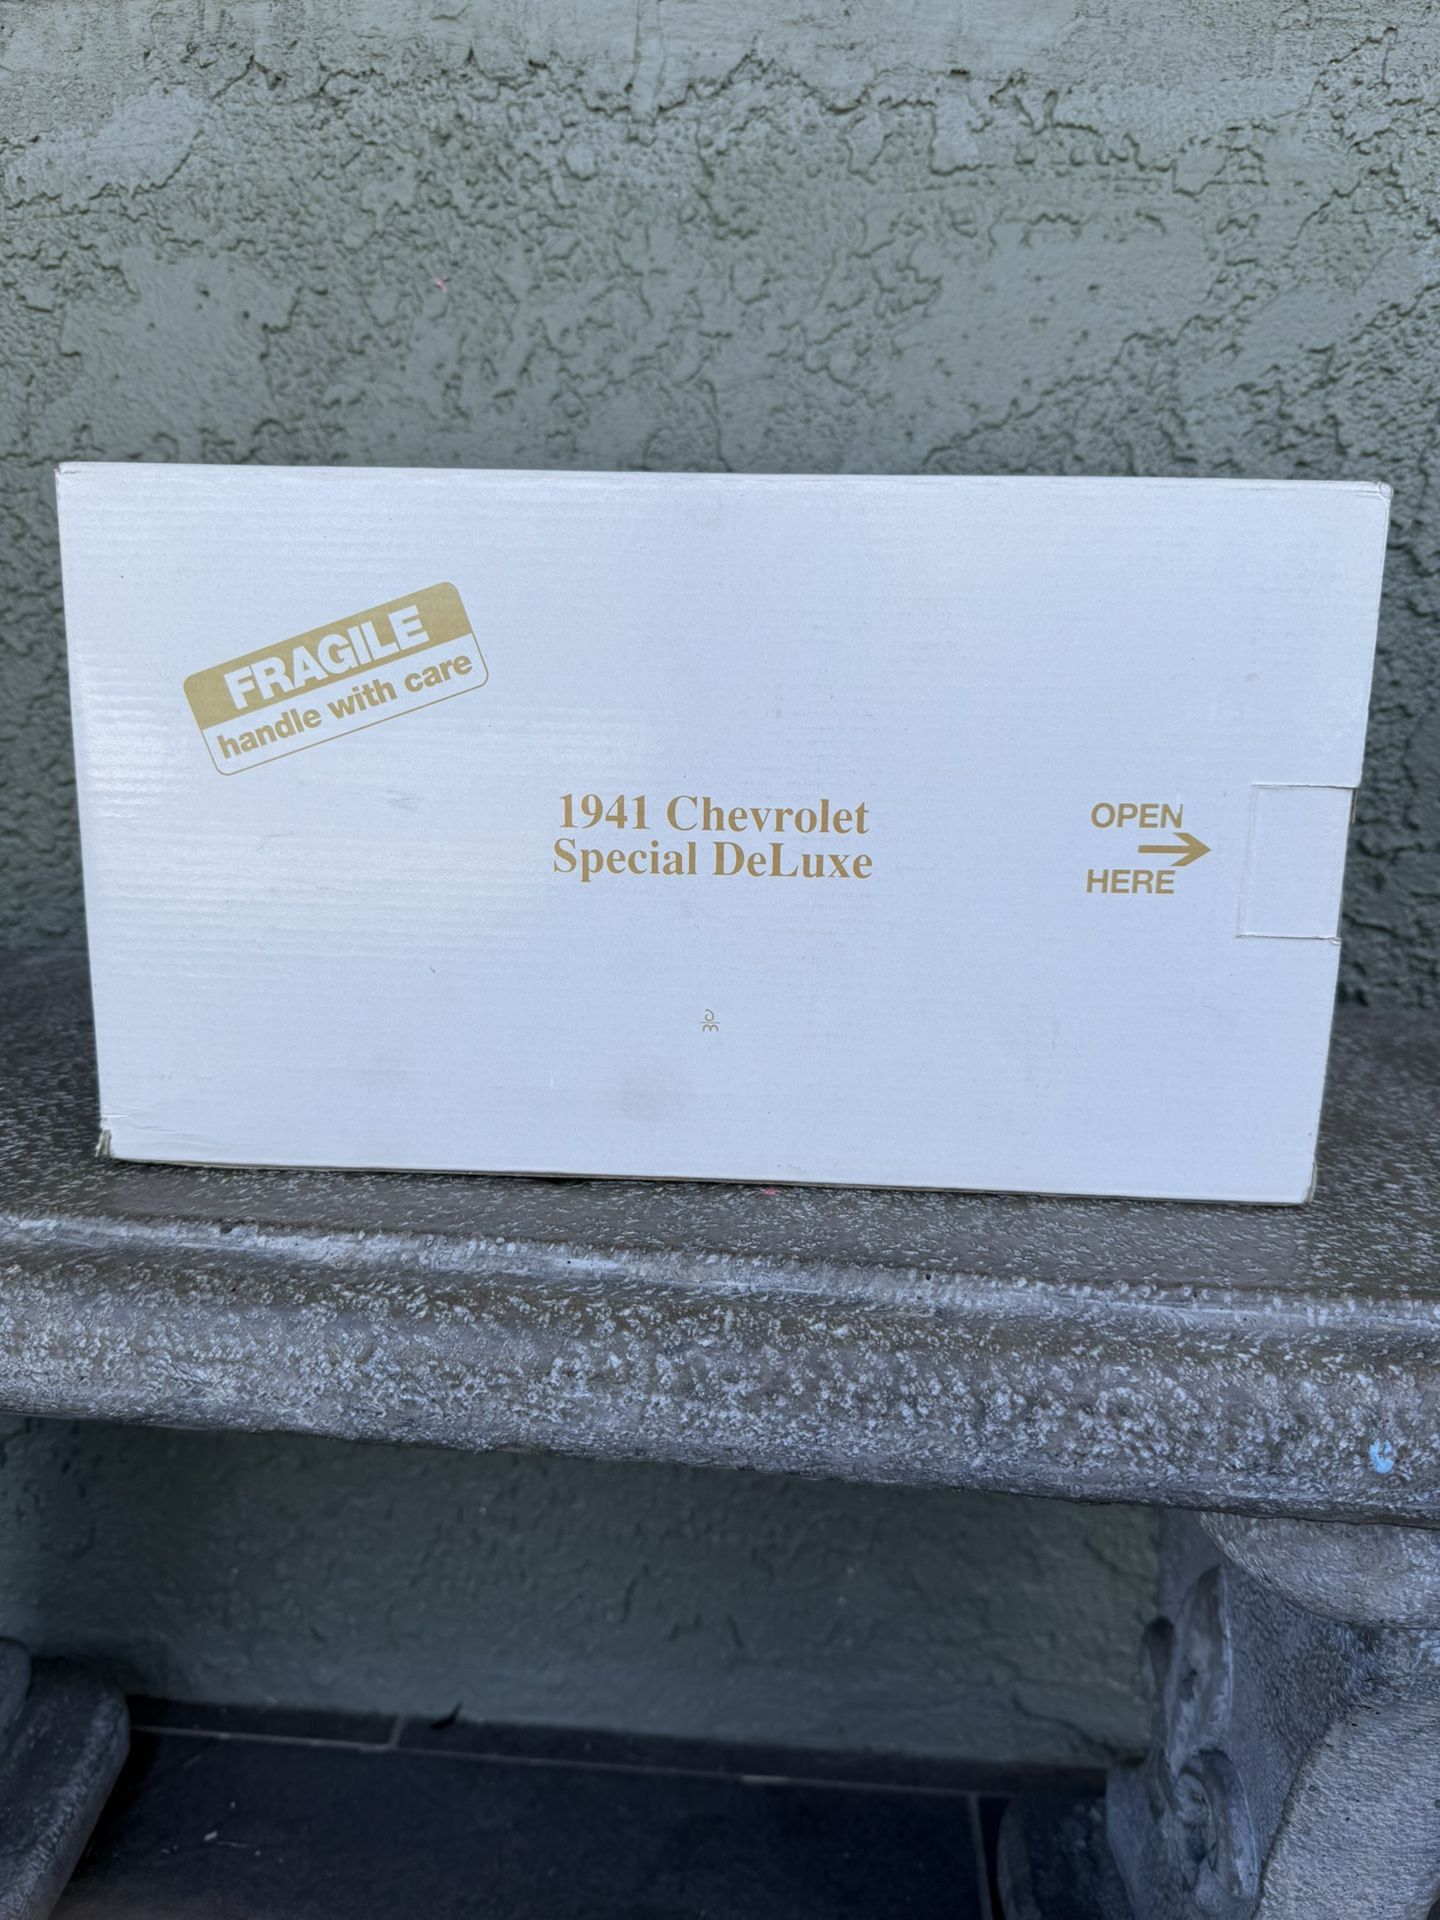 FRAGILE
handle with care
1941 Chevrolet
Special DeLuxe
OPEN
HERE